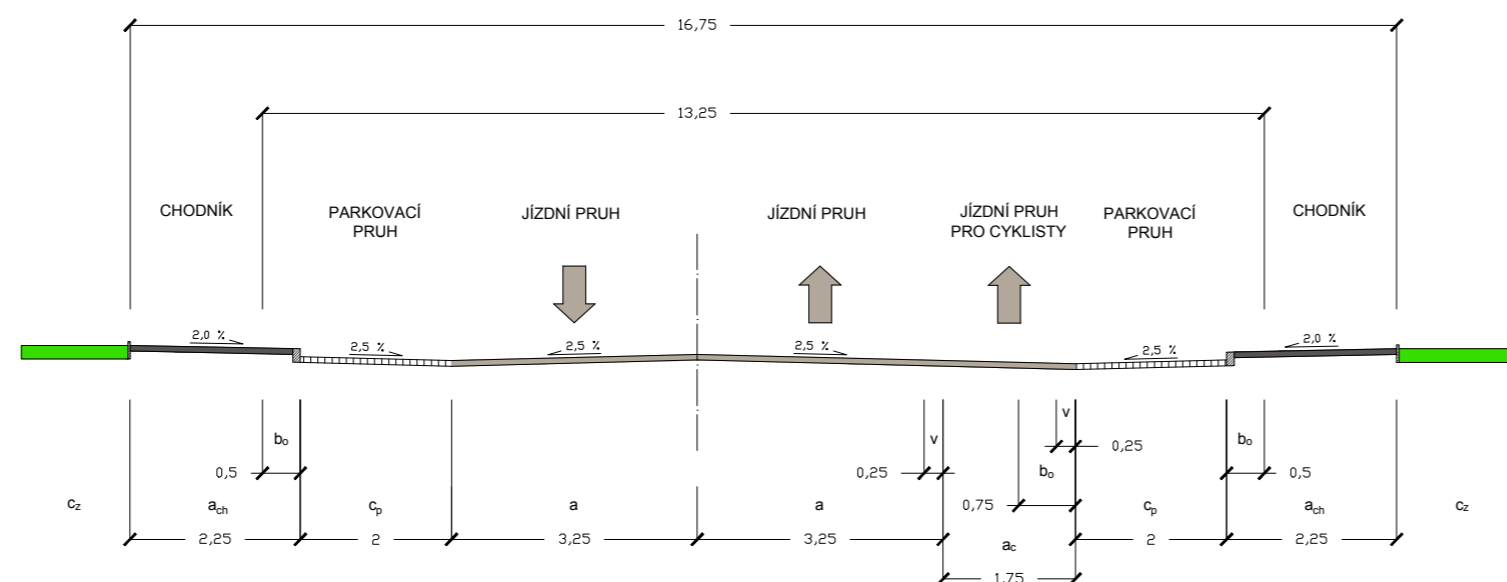 16,75
13,25
CHODNÍK
PARKOVACÍ
PRUH
JÍZDNÍ PRUH
JÍZDNÍ PRUH
JÍZDNÍ PRUH
PRO CYKLISTY
PARKOVACÍ
PRUH
CHODNÍK
2,0 %
2,5 %
2,5 %
2,5 %
2,5 %
2,0 %
bo
v
v
bo
0,5
0,25
bo
0,25
0,5
cz
ach
cp
a
a
0,75
cp
ach
cz
2,25
2
3,25
3,25
ac
2
2,25
1,75